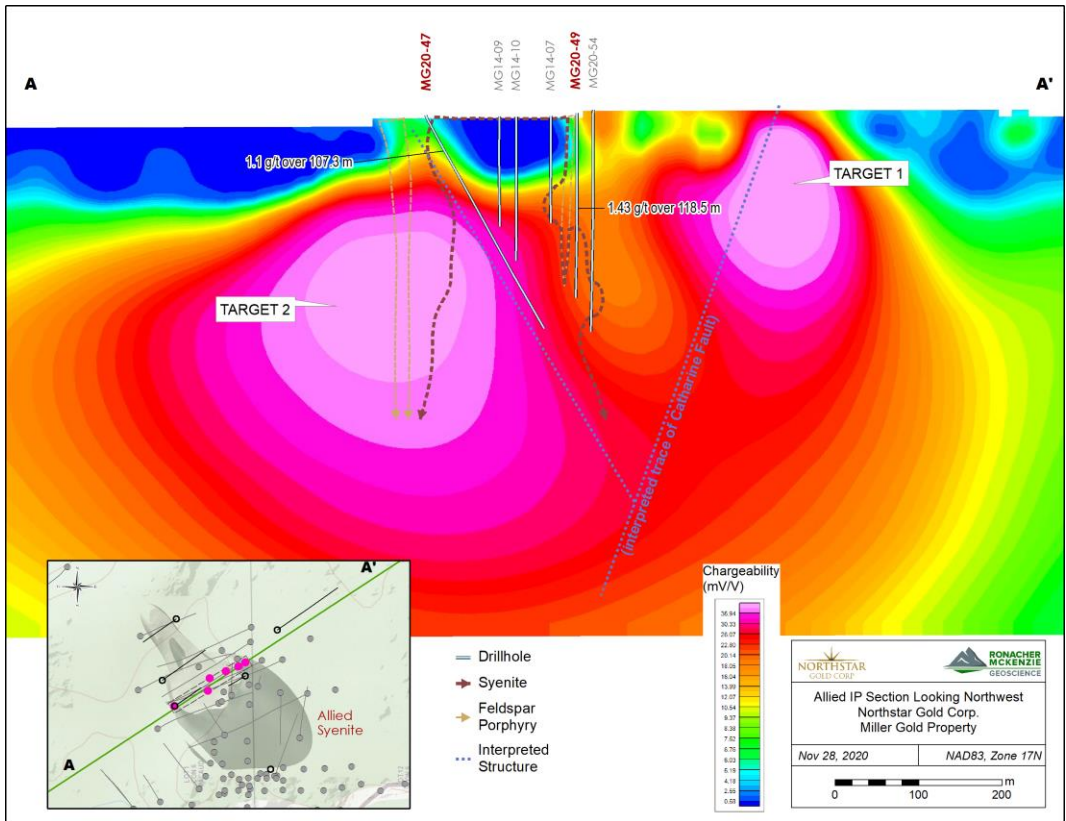 A
MG20-47
MG14-09
MG14-10
MG14-07
MG20-49
MG20-54
A'
1.1 g/t over 107.3 m
1.43 g/t over 118.5 m
TARGET 1
TARGET 2
(interpreted trace of Catharine Fault)
A'
A
Allied
Syenite
Drillhole
Syenite
Feldspar
Porphyry
Interpreted
Structure
Chargeability
(mV/V)
36.94
30.33
26.07
22.80
20.14
18.05
16.04
13.99
12.07
10.54
9.37
8.38
7.62
6.79
6.03
5.19
4.18
2.55
0.53
NORTHSTAR
GOLD CORP
RONACHER
MCKENZIE
GEOSCIENCE
Allied IP Section Looking Northwest
Northstar Gold Corp.
Miller Gold Property
Nov 28, 2020
NAD83, Zone 17N
m
0
100
200